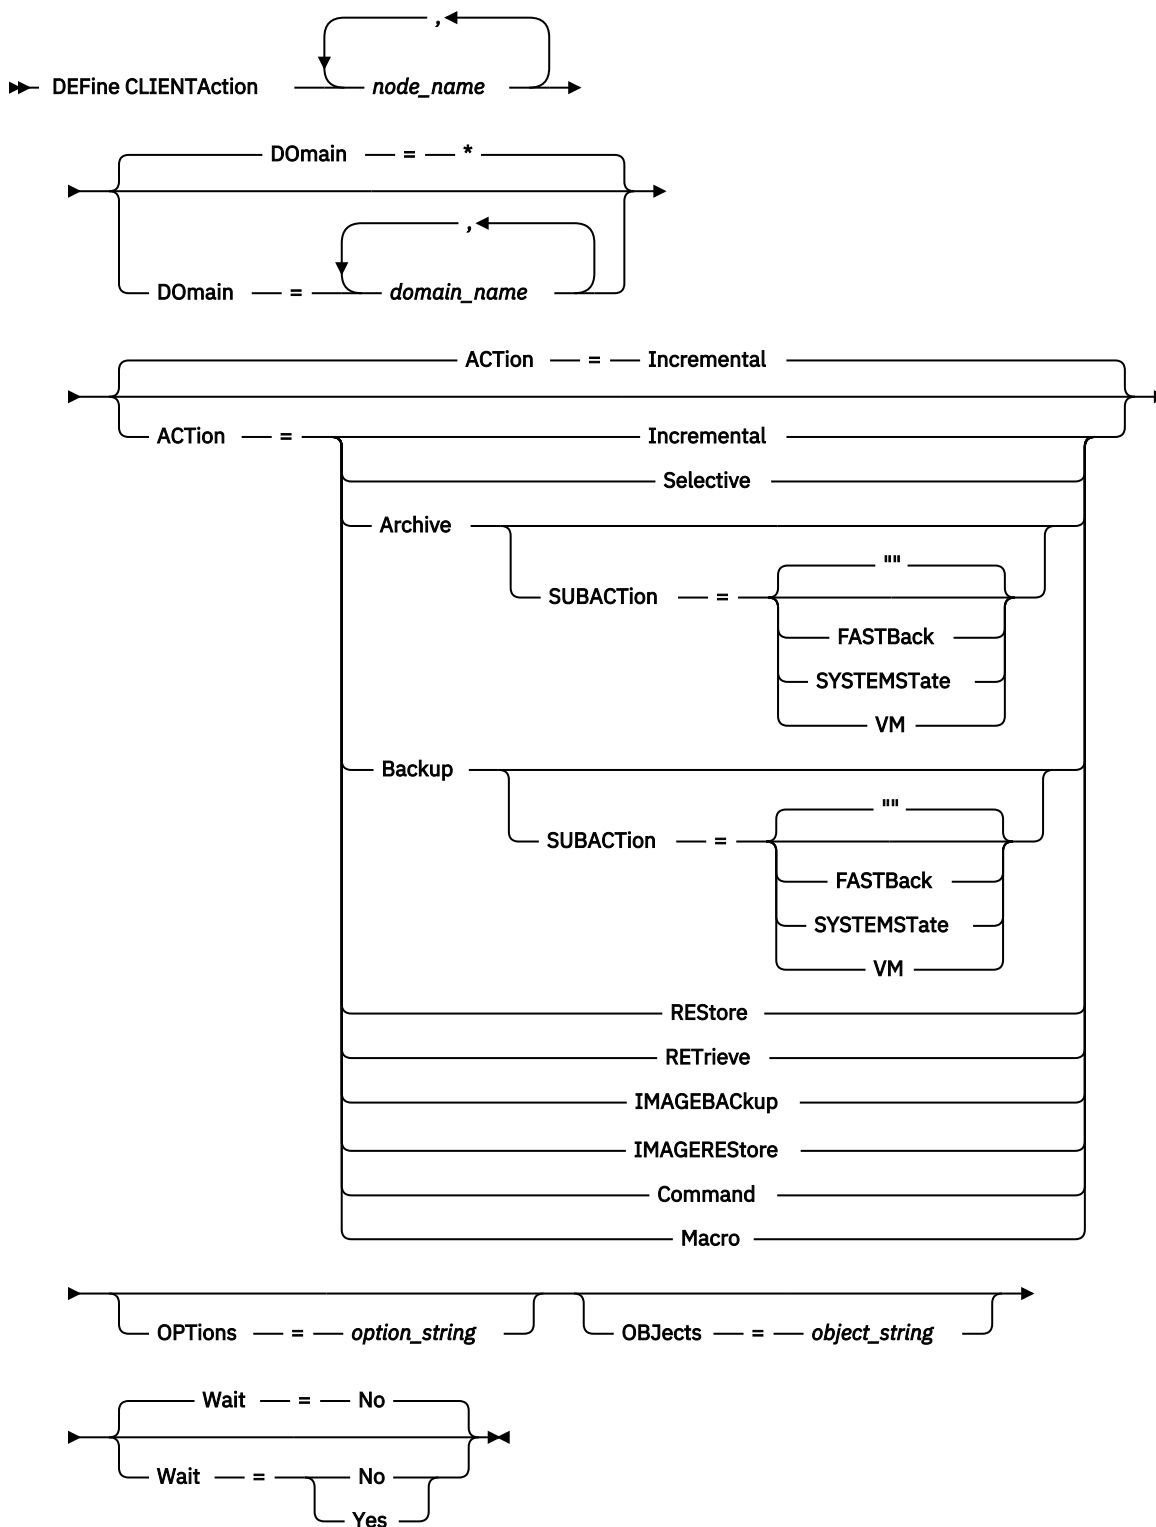 ,
DEFine CLIENTAction node_name
DOmain = *
,
DOmain = domain_name
ACTion = Incremental
ACTion = Incremental
Selective
Archive
""
SUBACTion =
FASTBack
SYSTEMSTate
VM
Backup
""
SUBACTion =
FASTBack
SYSTEMSTate
VM
REStore
RETrieve
IMAGEBACkup
IMAGEREStore
Command
Macro
OPTions = option_string OBJects = object_string
Wait = No
Wait = No
Yes